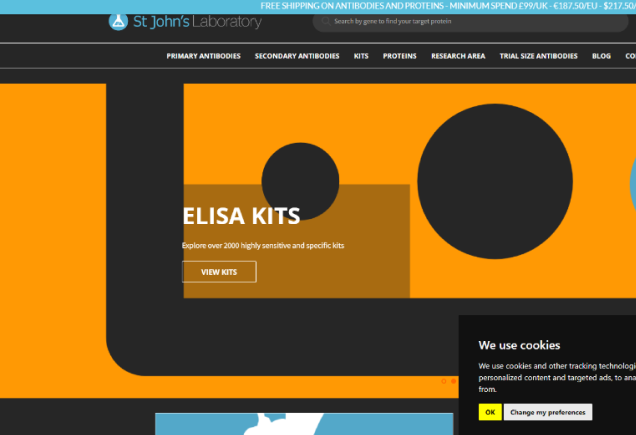 FREE SHIPPING ON ANTIBODIES AND PROTEINS - MINIMUM SPEND £99/UK - €187,50/EU - $217.50/
St John's Laboratory
Search by gene to find your target protein
PRIMARY ANTIBODIES SECONDARY ANTIBODIES KITS PROTEINS RESEARCH AREA TRIAL SIZE ANTIBODIES BLOG
ELISA KITS
Explore over 2000 highly sensitive and specific kits
VIEW KITS
We use cookies
We use cookies and other tracking
personalized content and targeted ads, to
from.
OK Change my preferences